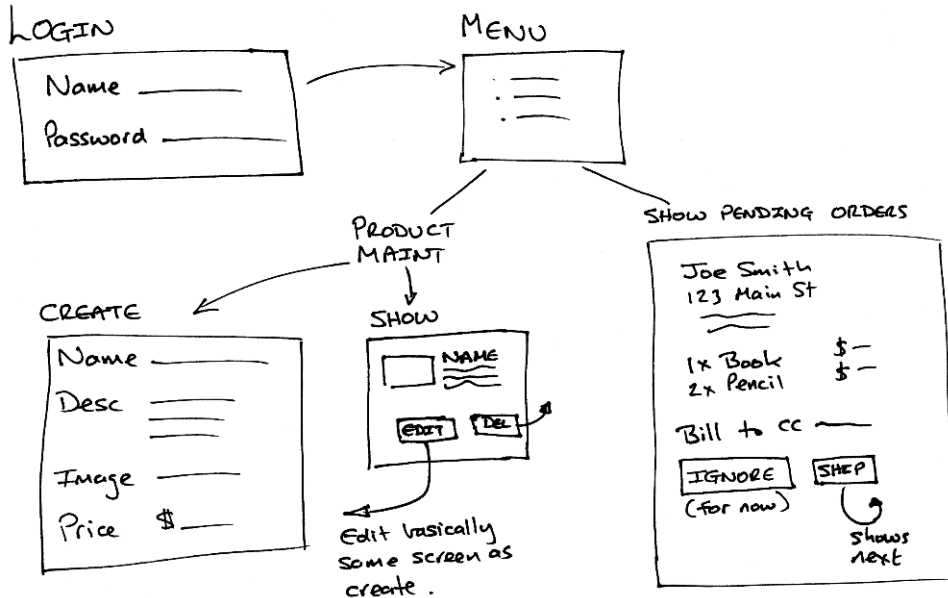 LOGIN
Name
Password
MENU
PRODUCT
MAINT
CREATE
Name
Desc
Image
Price $
SHOW
NAME
EDIT DEL
Edit basically
same screen as
create.
SHOW PENDING ORDERS
Joe Smith
123 Main St
1x Book $
2x Pencil $
Bill to CC
IGNORE SHIP
(for now)
Shows
next